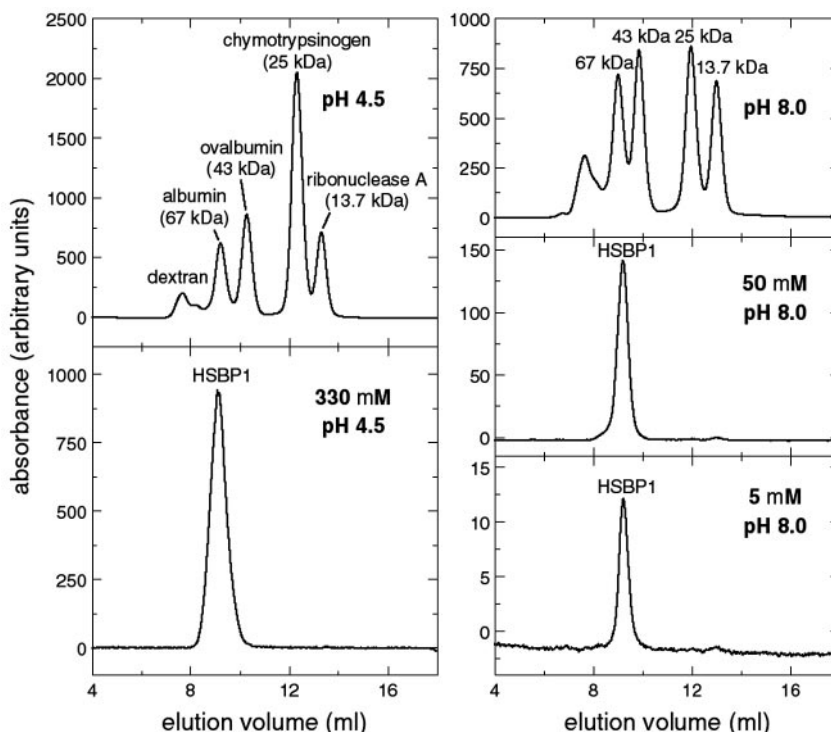 absorbance (arbitrary units)
2500
2000
1500
1000
500
0
chymotrypsinogen
(25 kDa)
pH 4.5
ovalbumin
(43 kDa)
albumin
(67 kDa)
ribonuclease A
(13.7 kDa)
dextran
1000
750
500
250
0
HSBP1
330 mM
pH 4.5
4
8
12
16
elution volume (ml)
1000
750
500
250
0
43 kDa
25 kDa
67 kDa
13.7 kDa
pH 8.0
150
100
50
0
HSBP1
50 mM
pH 8.0
15
10
5
0
HSBP1
5 mM
pH 8.0
4
8
12
16
elution volume (ml)